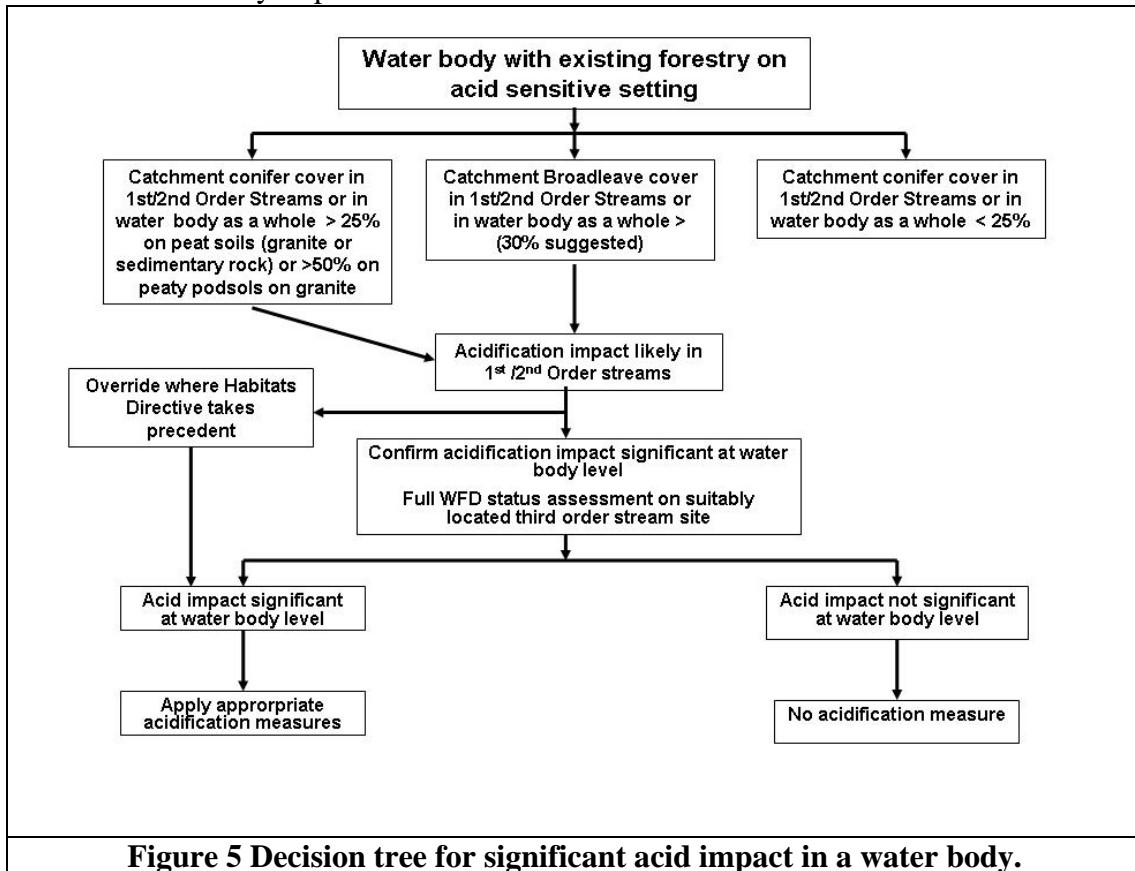 Water body with existing forestry on
acid sensitive setting
Catchment conifer cover in
1st/2nd Order Streams or in
water body as a whole > 25%
on peat soils (granite or
sedimentary rock) or >50% on
peaty podsols on granite
Catchment Broadleave cover
in 1st/2nd Order Streams or
in water body as a whole >
(30% suggested)
Catchment conifer cover in
1st/2nd Order Streams or in
water body as a whole < 25%
Acidification impact likely in
1st /2nd Order streams
Override where Habitats
Directive takes
precedent
Confirm acidification impact significant at water
body level
Full WFD status assessment on suitably
located third order stream site
Acid impact significant
at water body level
Acid impact not significant
at water body level
Apply approrpriate
acidification measures
No acidification measure
Figure 5 Decision tree for significant acid impact in a water body.